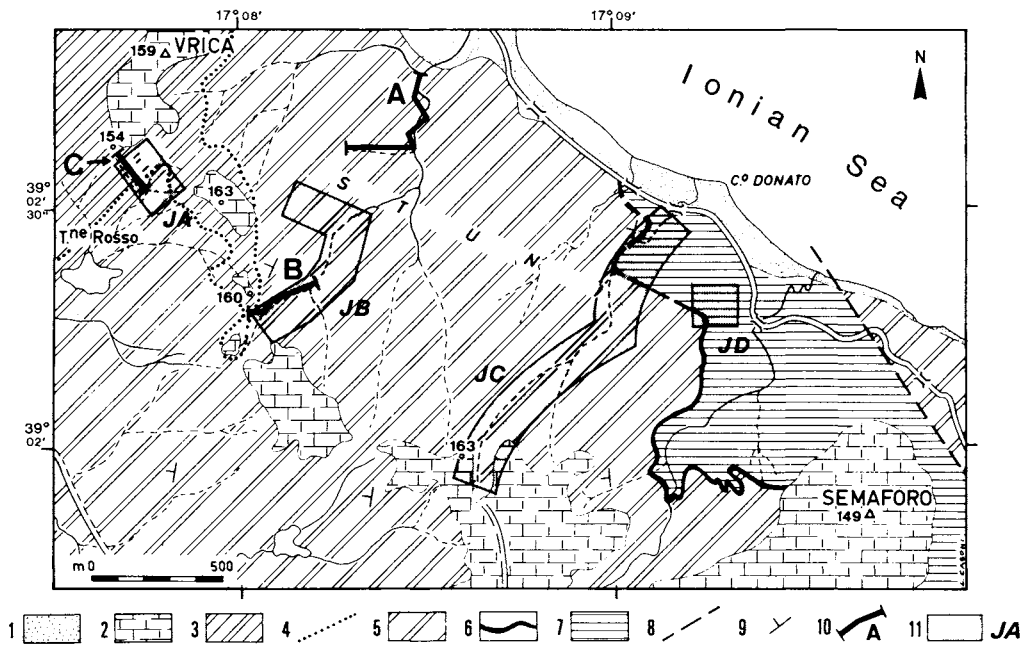 17° 08'
17° 09'
159 VRICA
A
Ionian Sea
N
154
C
C.º DONATO
39° 02' 30"
163
JA
S T U N I
Tne Rosso
B
160
JB
JD
JC
39° 02'
163
SEMAFORO
149
m 0 500
1 2 3 4 5 6 7 8 9 10 A 11 JA